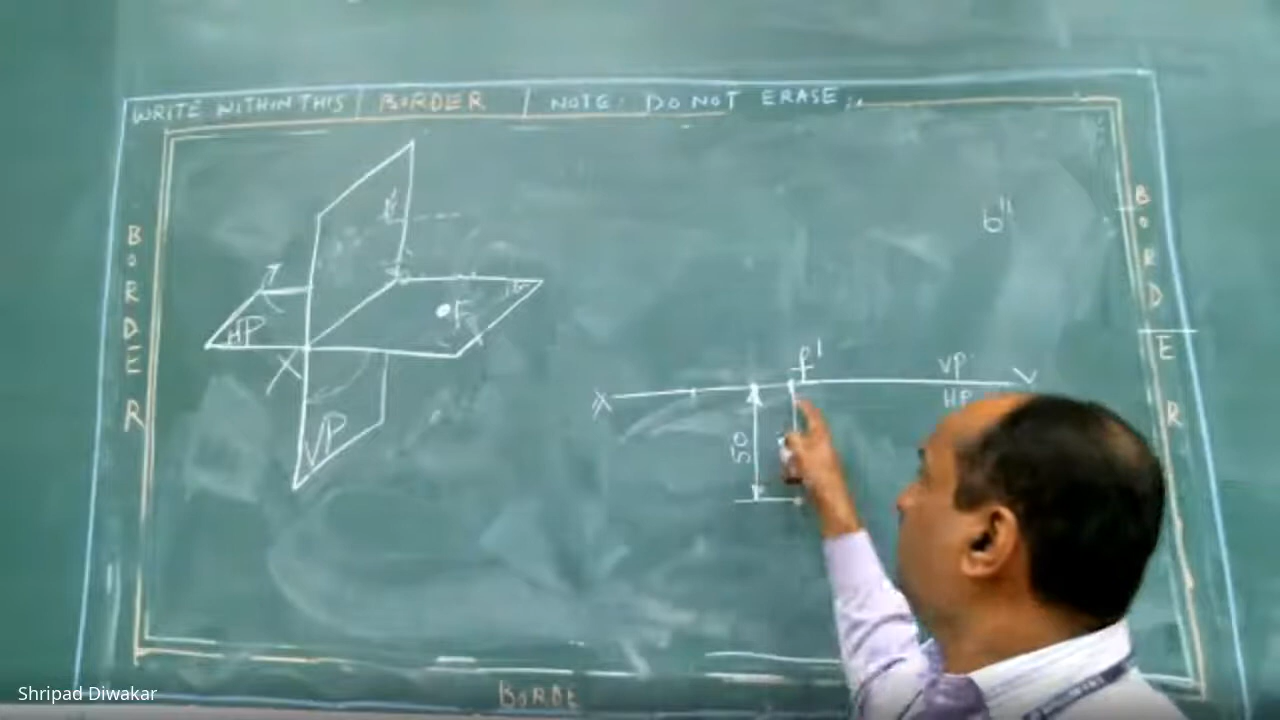 WRITE WITHIN THIS BORDER NOTE: DO NOT ERASE
BORDER
BORDER
b"
HP
F
X
VP
f'
VP
X
HP
50
BORDE
Shripad Diwakar